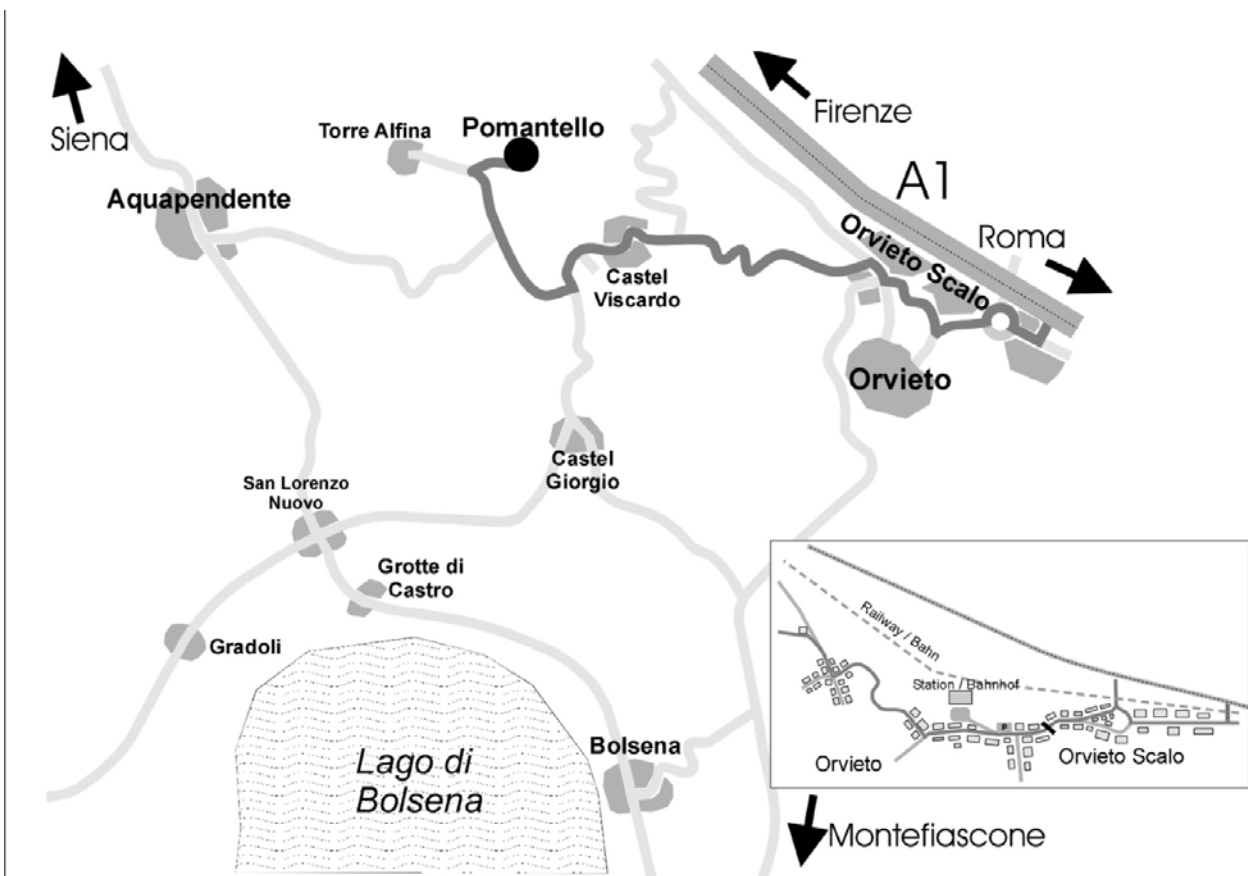 Siena
Firenze
A1
Roma
Torre Alfina
Pomantello
Aquapendente
Orvieto Scalo
Castel
Viscardo
Orvieto
Castel
Giorgio
San Lorenzo
Nuovo
Grotte di
Castro
Gradoli
Lago di
Bolsena
Bolsena
Railway / Bahn
Station / Bahnhof
P
Orvieto
Orvieto Scalo
Montefiascone